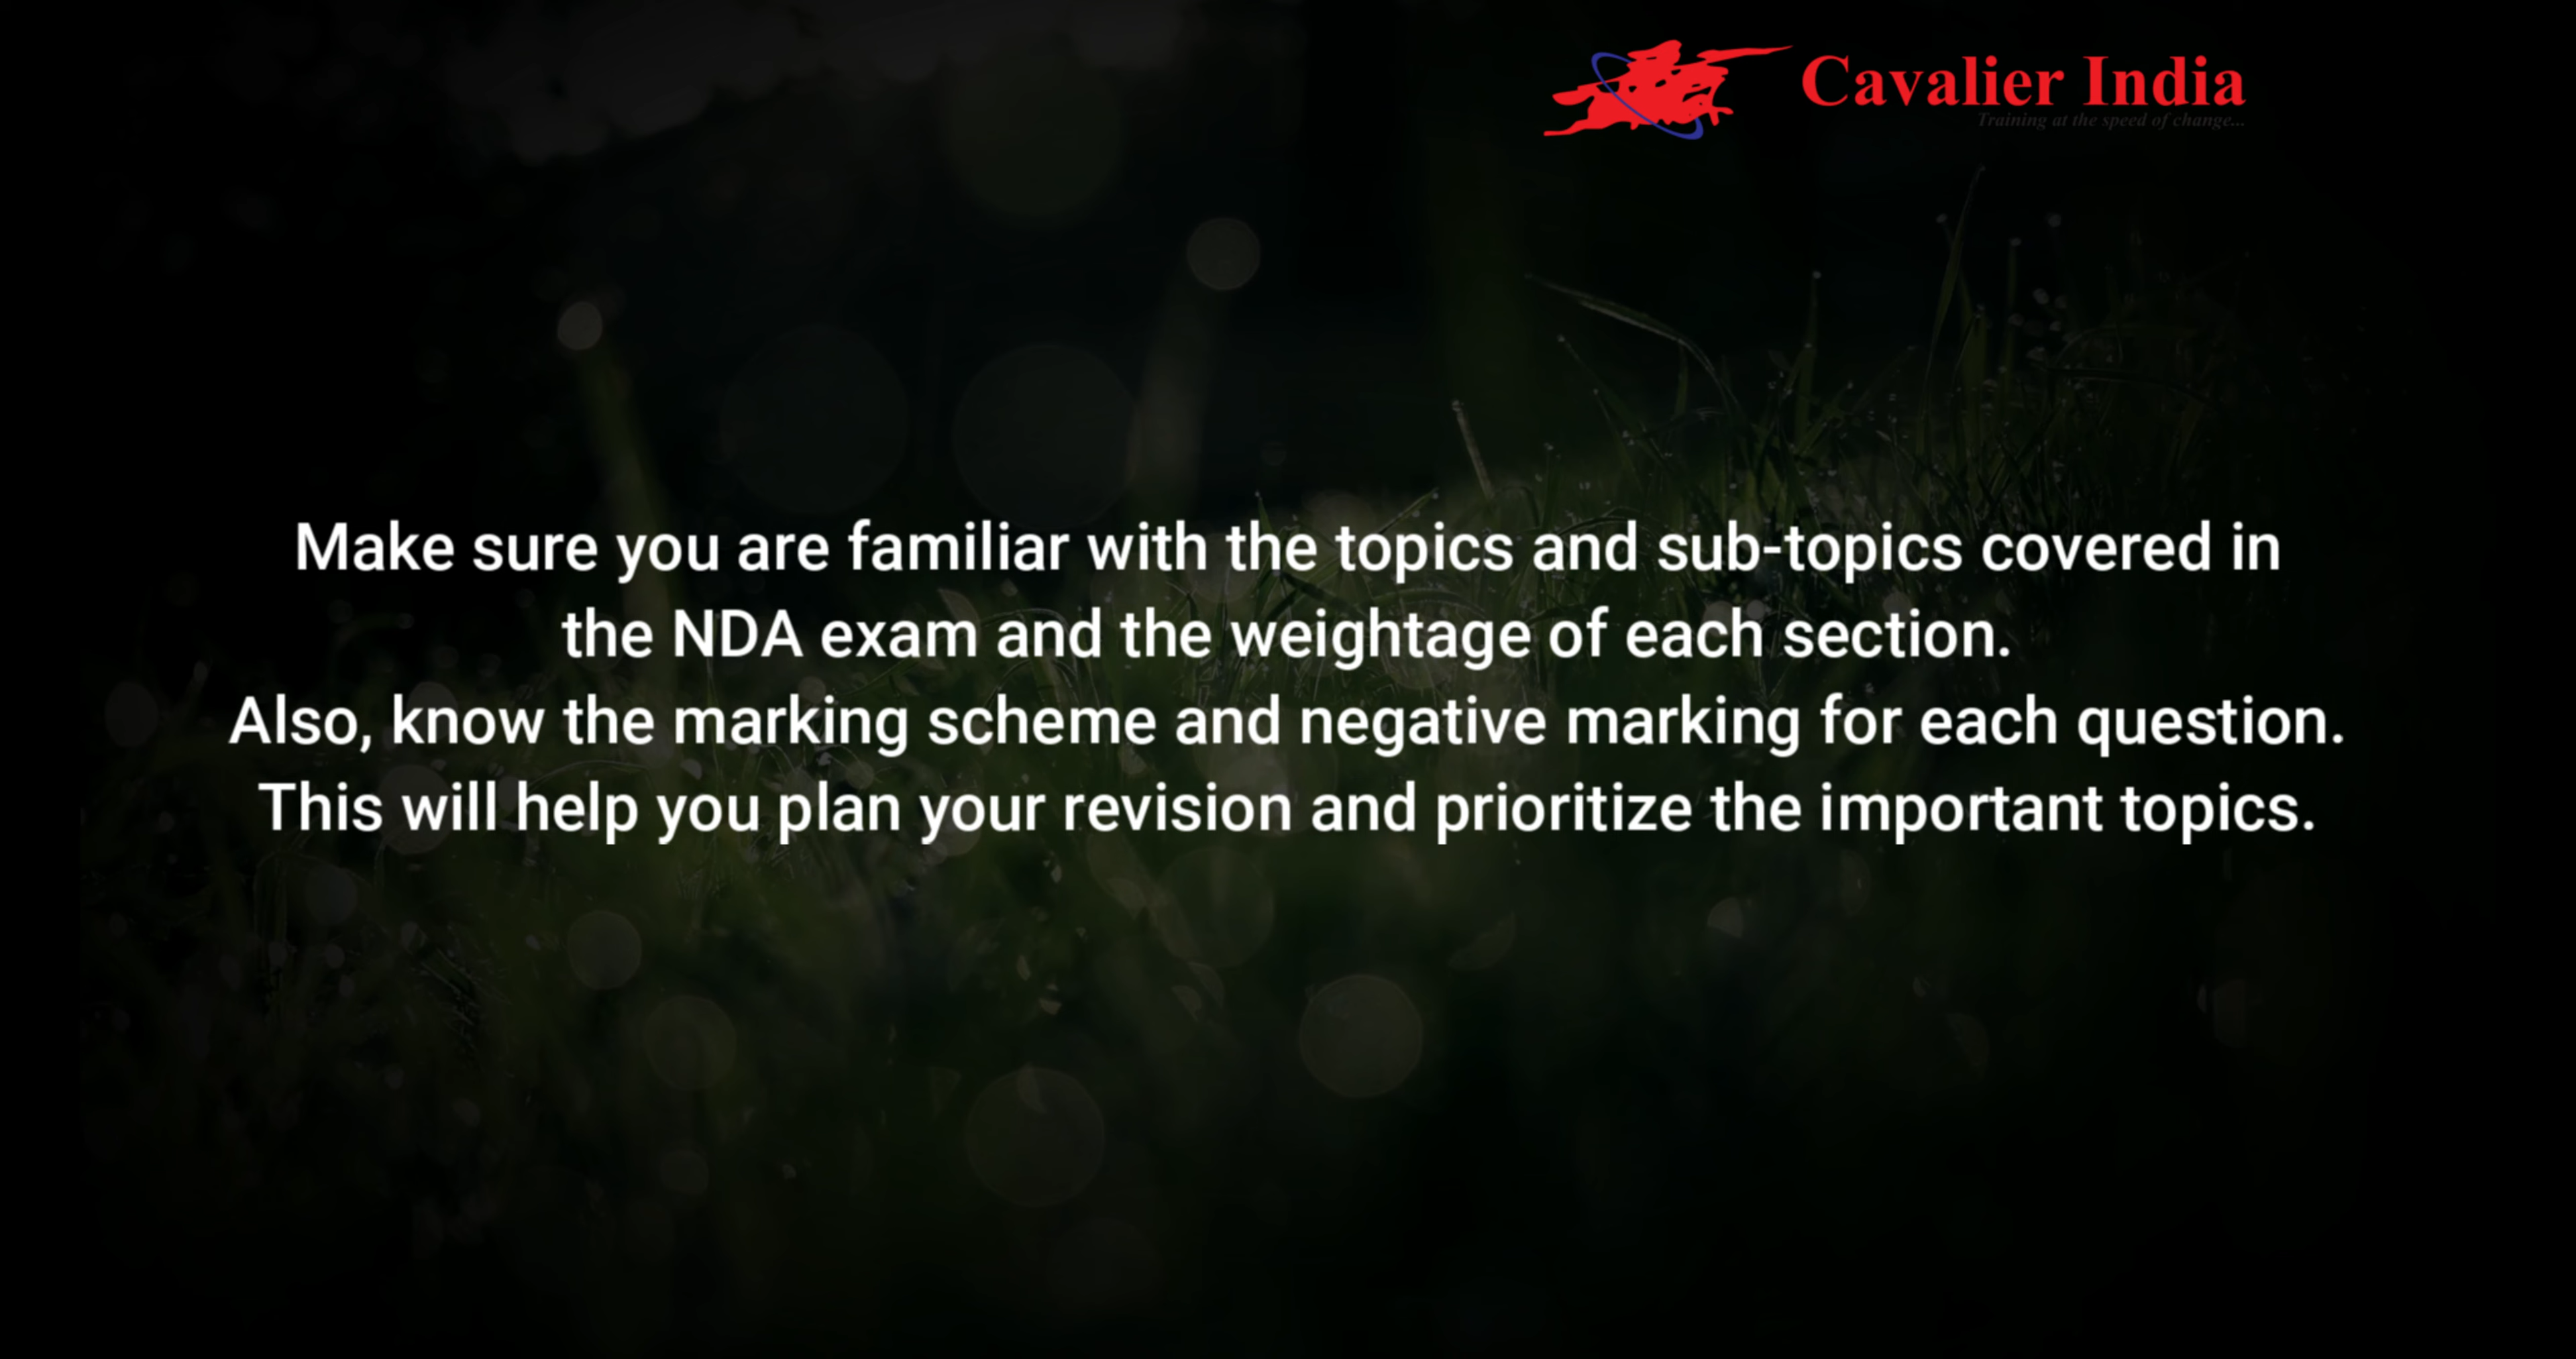 Cavalier India
Training at the speed of change...
Make sure you are familiar with the topics and sub-topics covered in
the NDA exam and the weightage of each section.
Also, know the marking scheme and negative marking for each question.
This will help you plan your revision and prioritize the important topics.